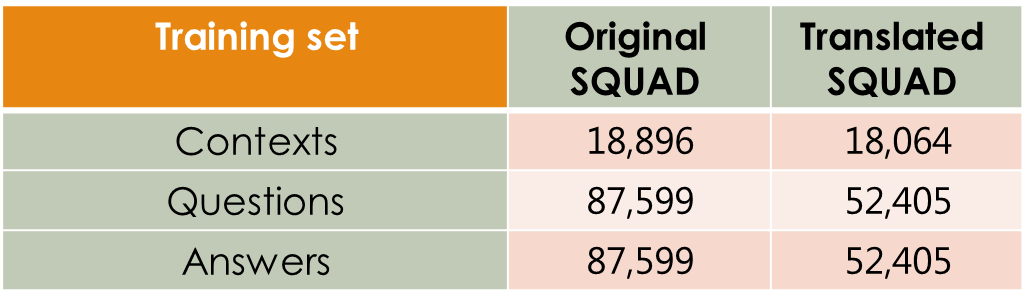 Training set Original SQUAD Translated SQUAD
Contexts 18,896 18,064
Questions 87,599 52,405
Answers 87,599 52,405